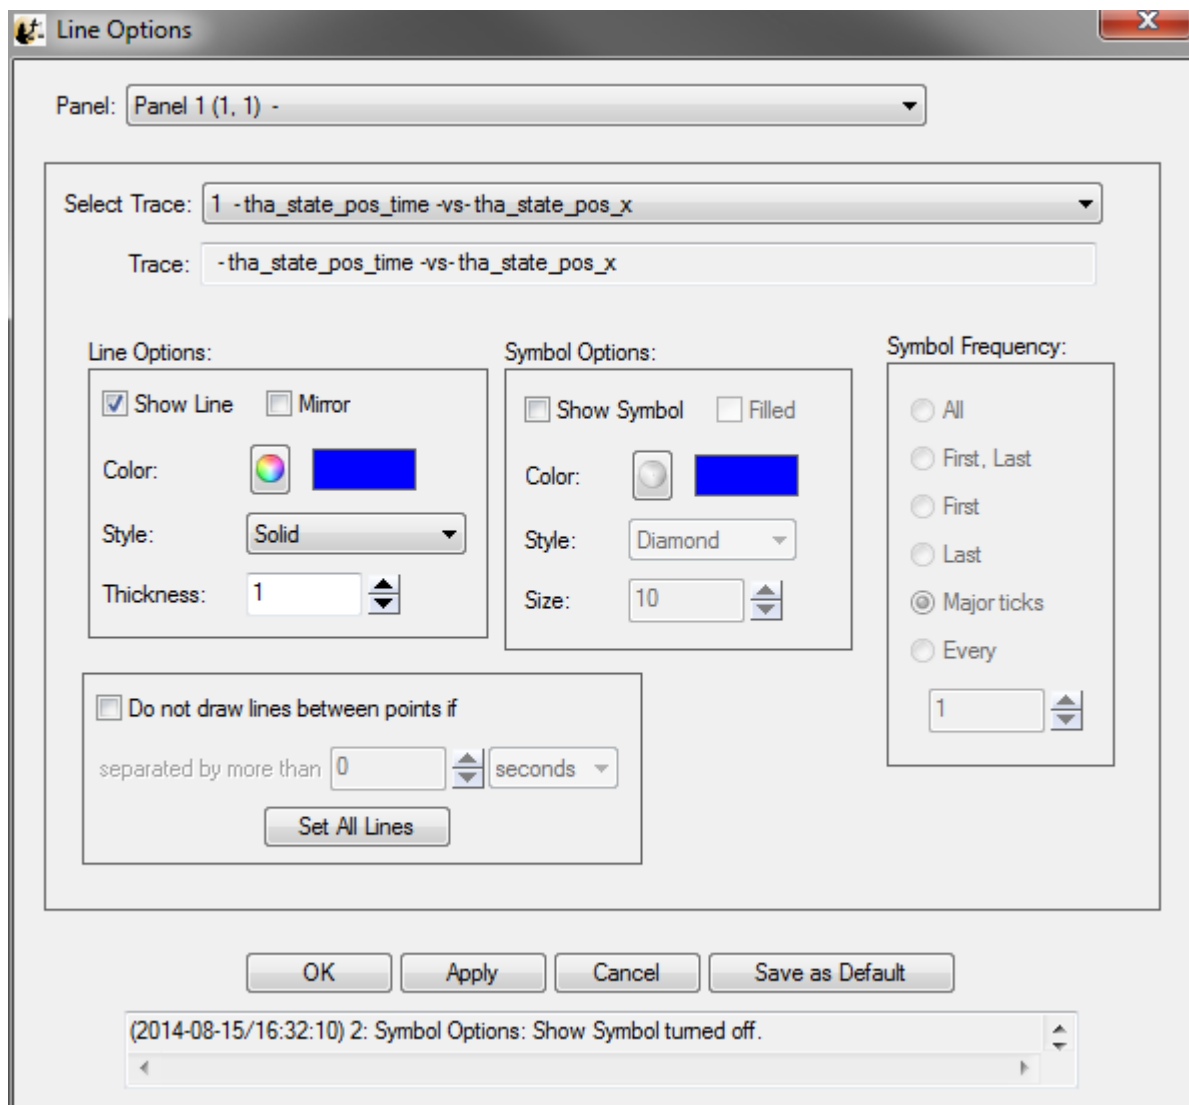 Line Options
Panel: Panel 1 (1, 1) -
Select Trace: 1 -tha_state_pos_time -vs-tha_state_pos_x
Trace: -tha_state_pos_time -vs-tha_state_pos_x
Line Options:
Show Line Mirror
Color:
Style: Solid
Thickness: 1
Symbol Options:
Show Symbol Filled
Color:
Style: Diamond
Size: 10
Symbol Frequency:
All
First, Last
First
Last
Major ticks
Every
1
Do not draw lines between points if
separated by more than 0 seconds
Set All Lines
OK Apply Cancel Save as Default
(2014-08-15/16:32:10) 2: Symbol Options: Show Symbol turned off.